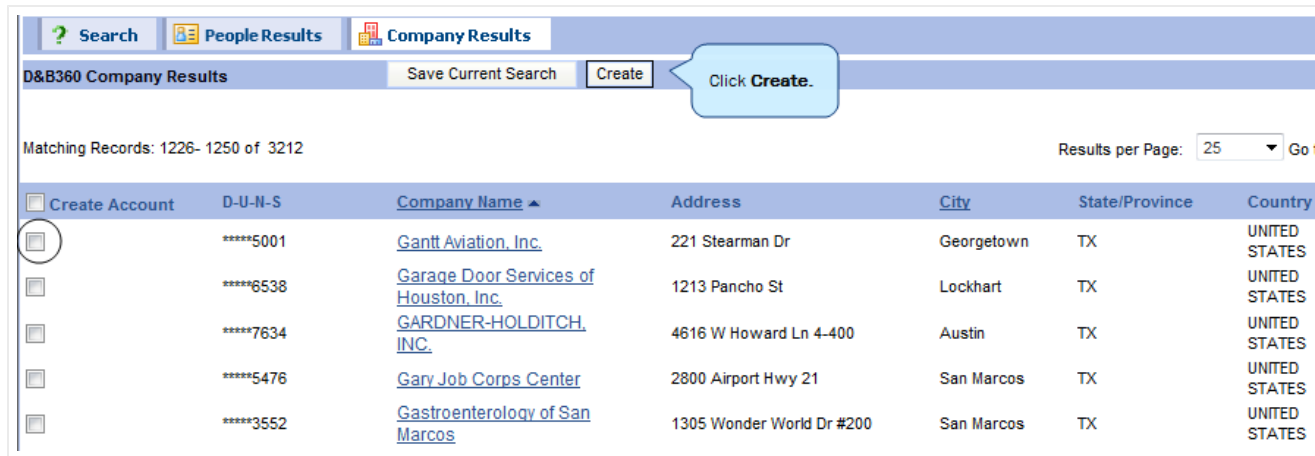 ? Search People Results Company Results
D&B360 Company Results Save Current Search Create Click Create.
Matching Records: 1226- 1250 of 3212 Results per Page: 25 Go
Create Account D-U-N-S Company Name Address City State/Province Country
*****5001 Gantt Aviation, Inc. 221 Stearman Dr Georgetown TX UNITED STATES
*****6538 Garage Door Services of Houston, Inc. 1213 Pancho St Lockhart TX UNITED STATES
*****7634 GARDNER-HOLDITCH, INC. 4616 W Howard Ln 4-400 Austin TX UNITED STATES
*****5476 Gary Job Corps Center 2800 Airport Hwy 21 San Marcos TX UNITED STATES
*****3552 Gastroenterology of San Marcos 1305 Wonder World Dr #200 San Marcos TX UNITED STATES